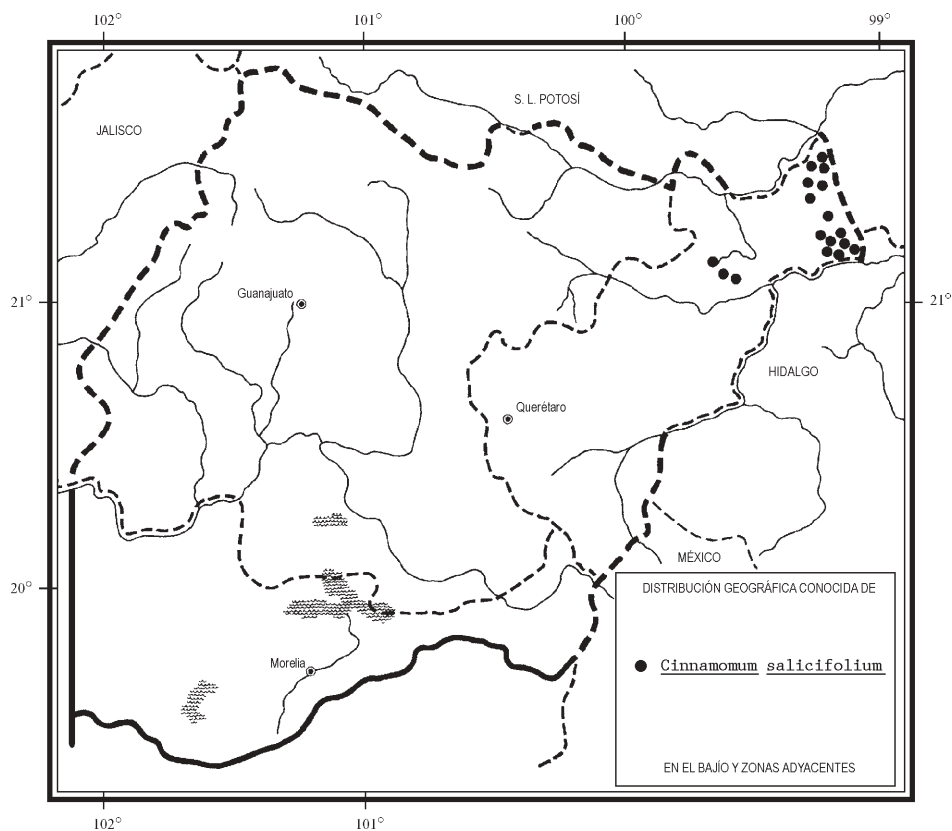 102° 101° 100° 99°
S. L. POTOSÍ
JALISCO
Guanajuato
21° 21°
HIDALGO
Querétaro
MÉXICO
20°
DISTRIBUCIÓN GEOGRÁFICA CONOCIDA DE
Morelia
Cinnamomum salicifolium
EN EL BAJÍO Y ZONAS ADYACENTES
102° 101°